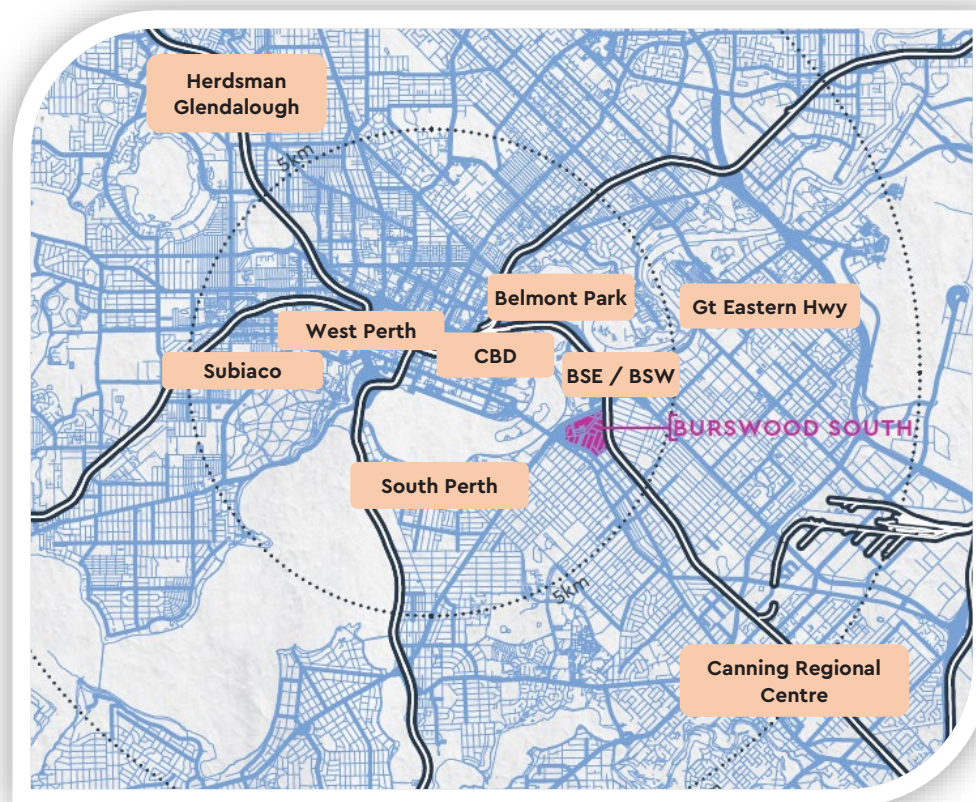 Herdsman
Glendalough
5km
Belmont Park
Gt Eastern Hwy
West Perth
CBD
Subiaco
BSE / BSW
BURSWOOD SOUTH
South Perth
5km
Canning Regional
Centre